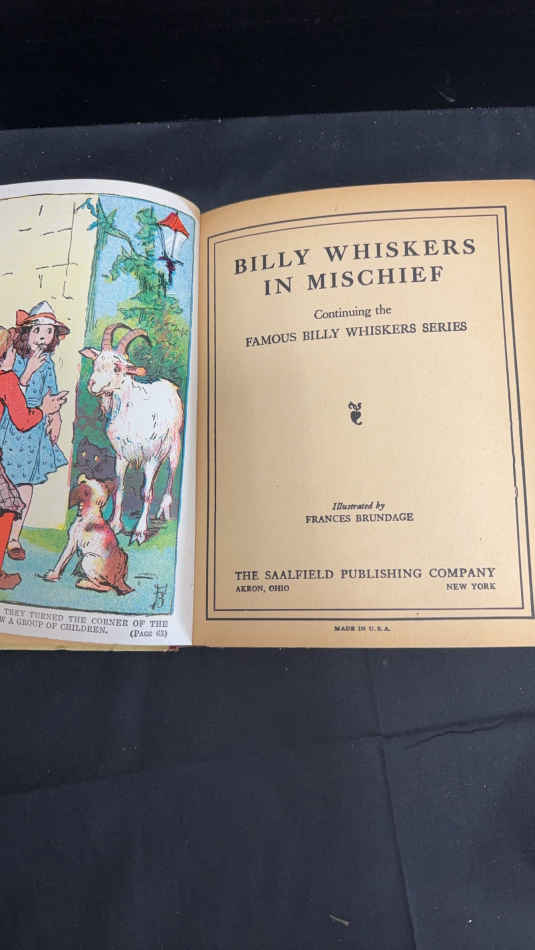 THEY TURNED THE CORNER OF THE
W A GROUP OF CHILDREN. (PAGE 63)
BILLY WHISKERS
IN MISCHIEF
Continuing the
FAMOUS BILLY WHISKERS SERIES
Illustrated by
FRANCES BRUNDAGE
THE SAALFIELD PUBLISHING COMPANY
AKRON, OHIO NEW YORK
MADE IN U.S.A.